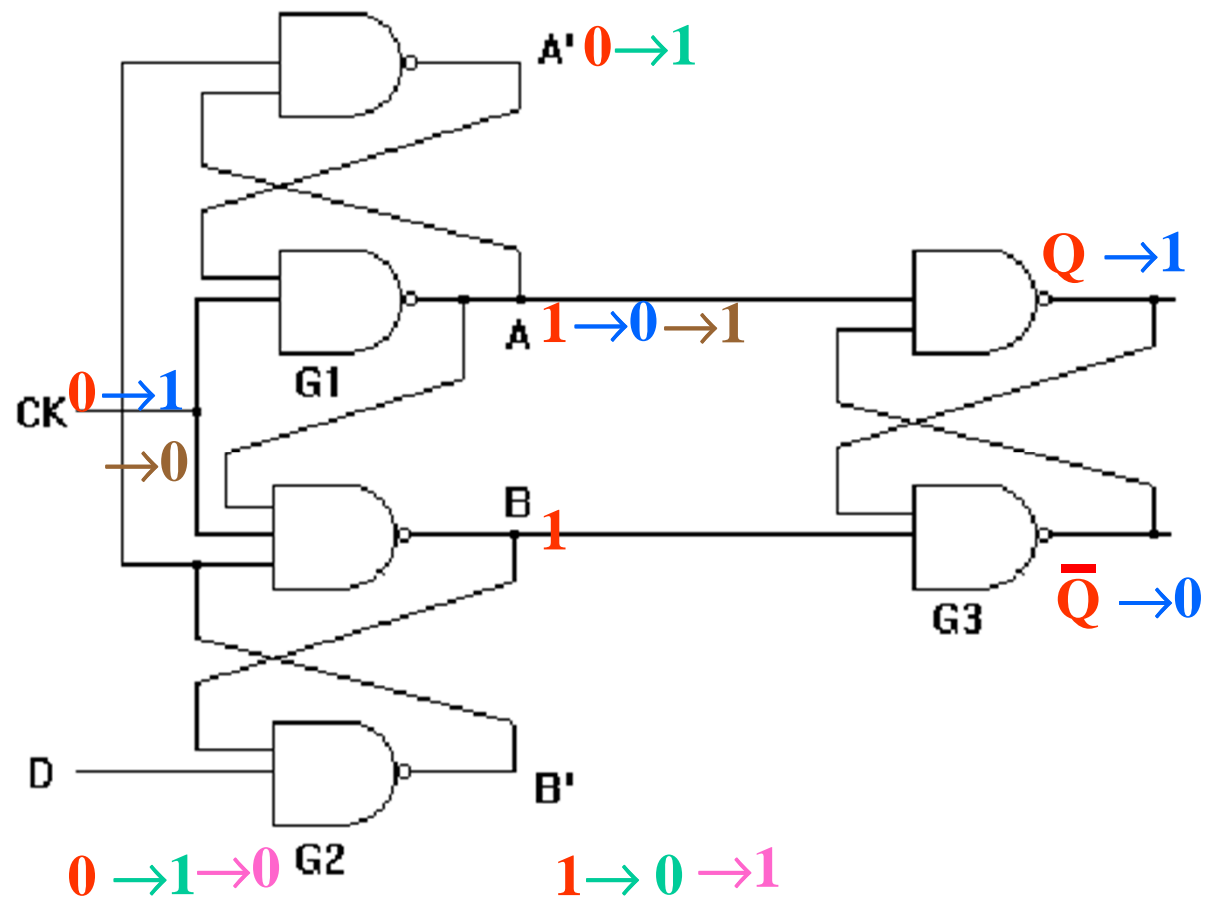 A' 0→1
Q →1
A 1→0→1
G1
CK 0→1
→0
B 1
Q̅ →0
G3
D
B'
G2
0→1→0
1→0→1